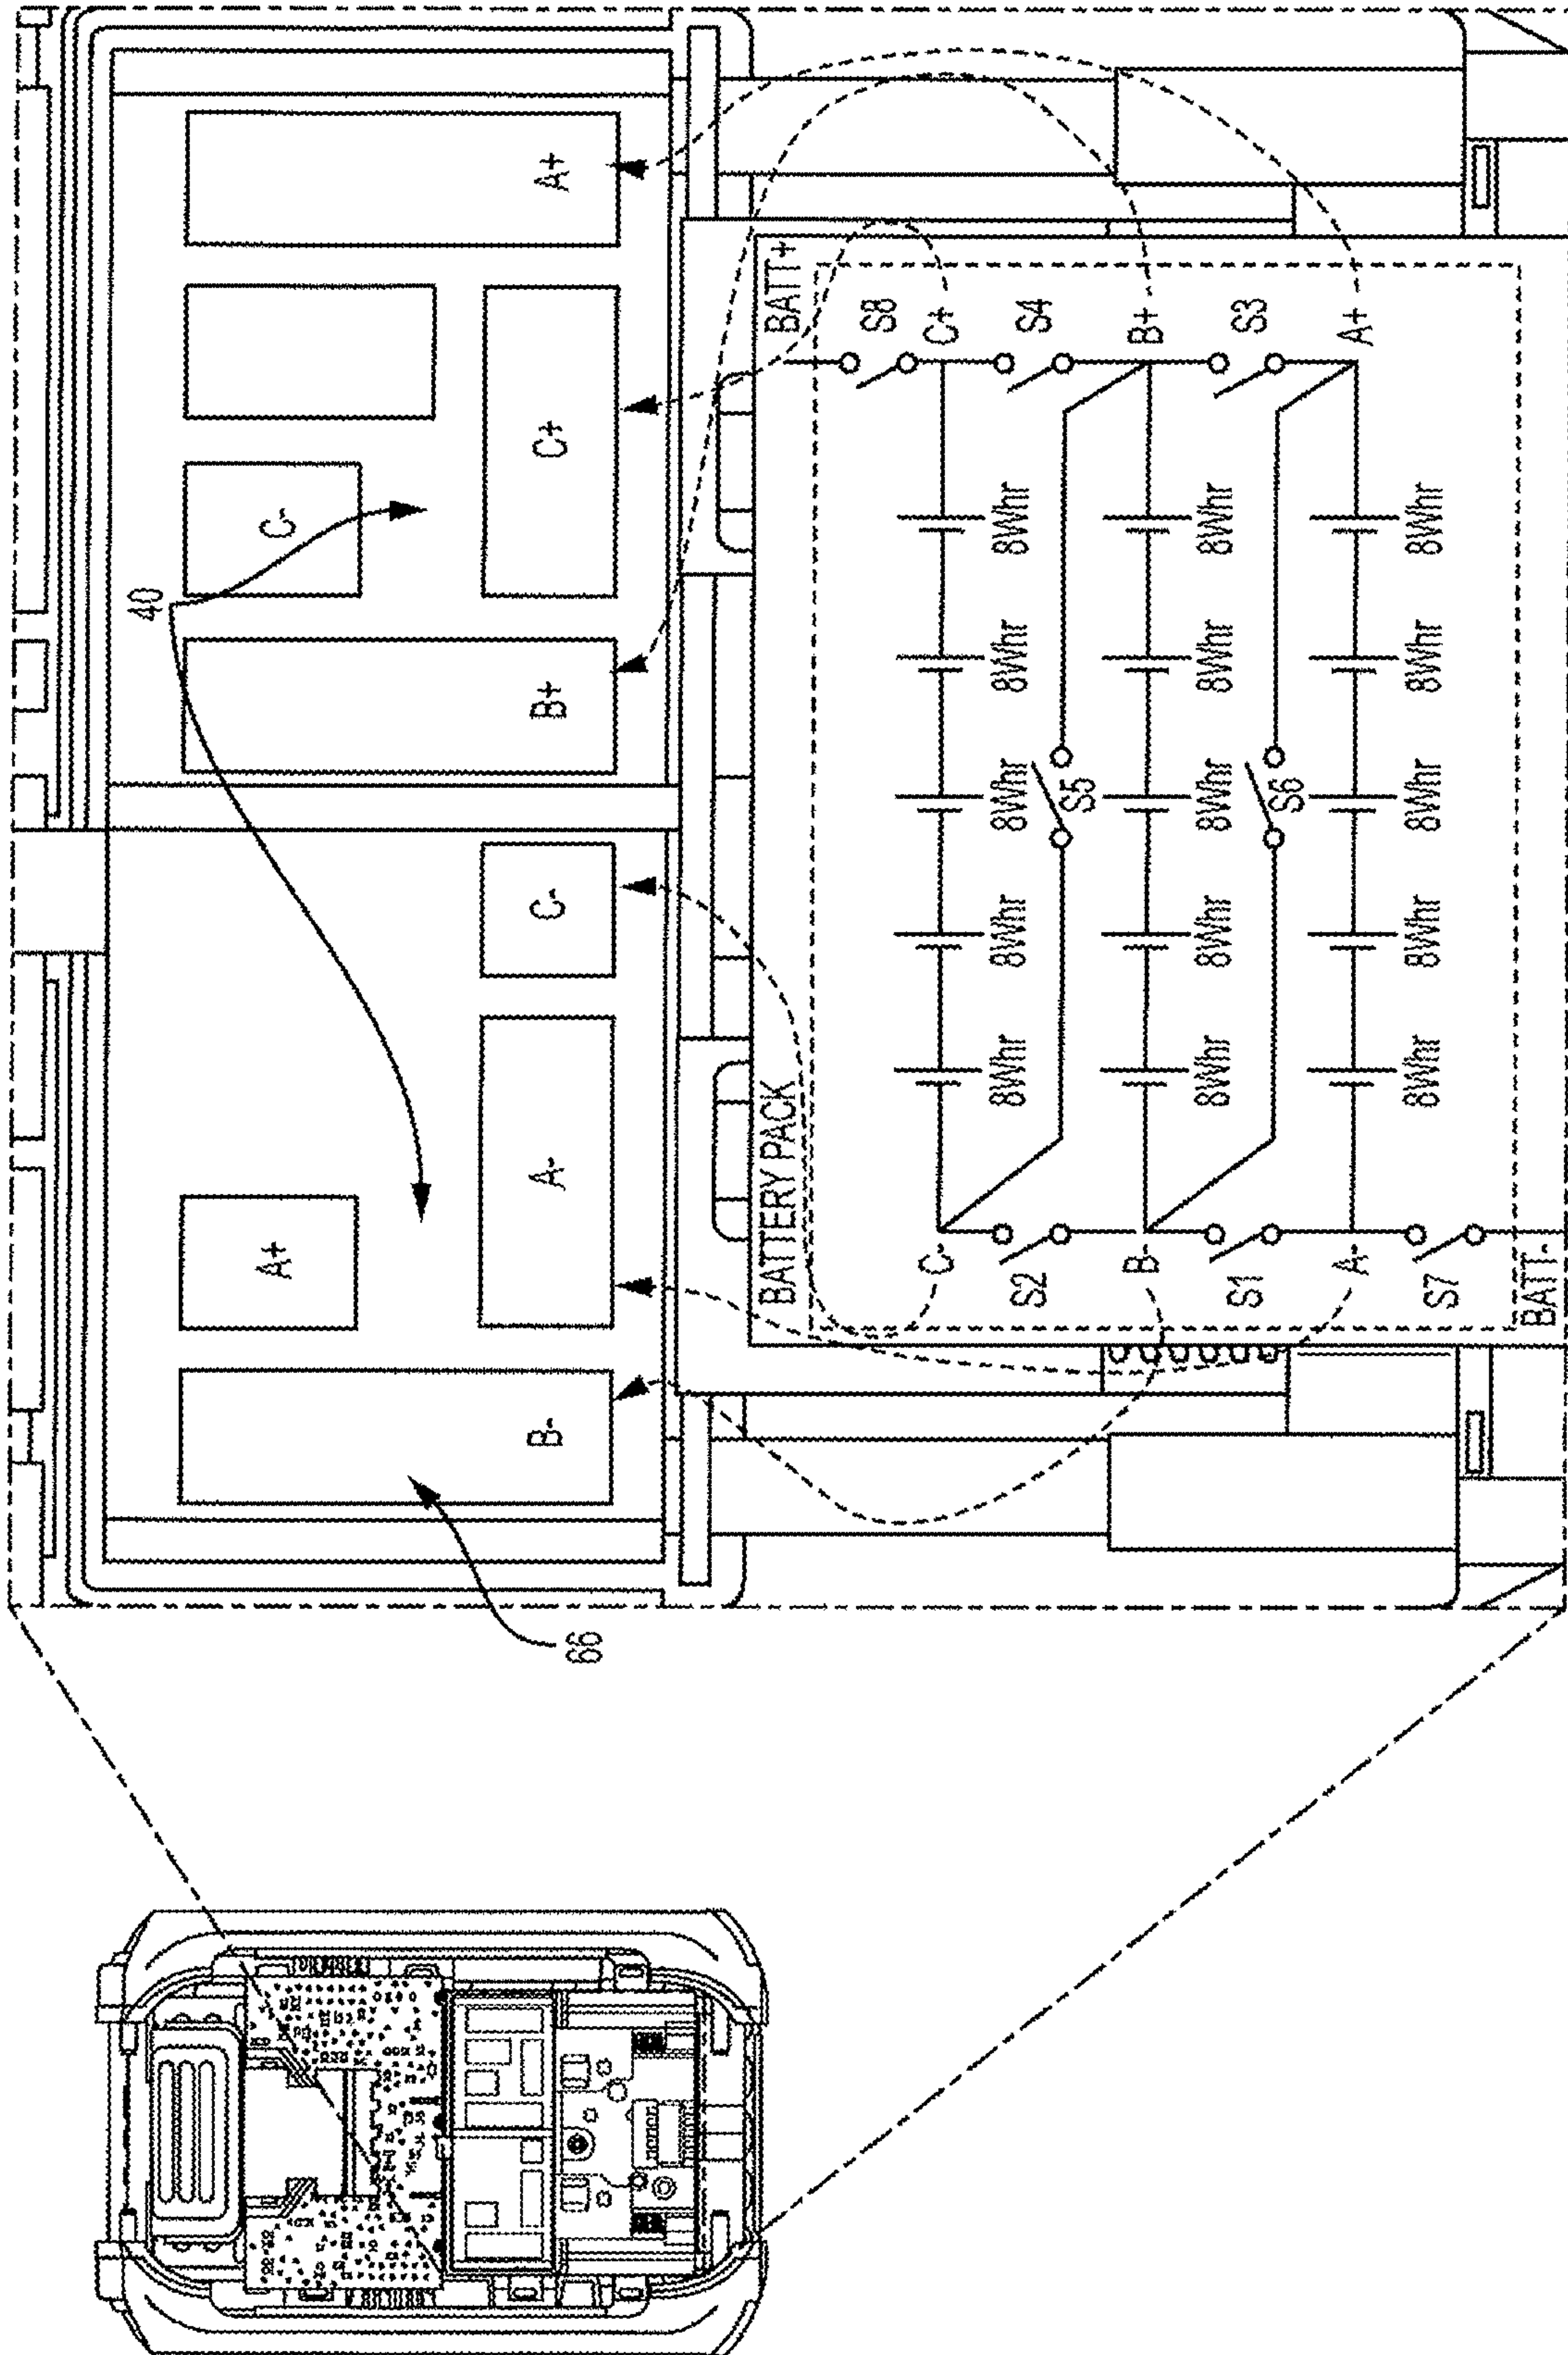 40
A+ C-
B- A- C- B+ C+ A+
66
BATTERY PACK BATT+
S8
C- C+
8Whr 8Whr 8Whr 8Whr 8Whr
S2 S4
S5
B- B+
8Whr 8Whr 8Whr 8Whr 8Whr
S1 S3
S6
A- A+
8Whr 8Whr 8Whr 8Whr 8Whr
S7
BATT-